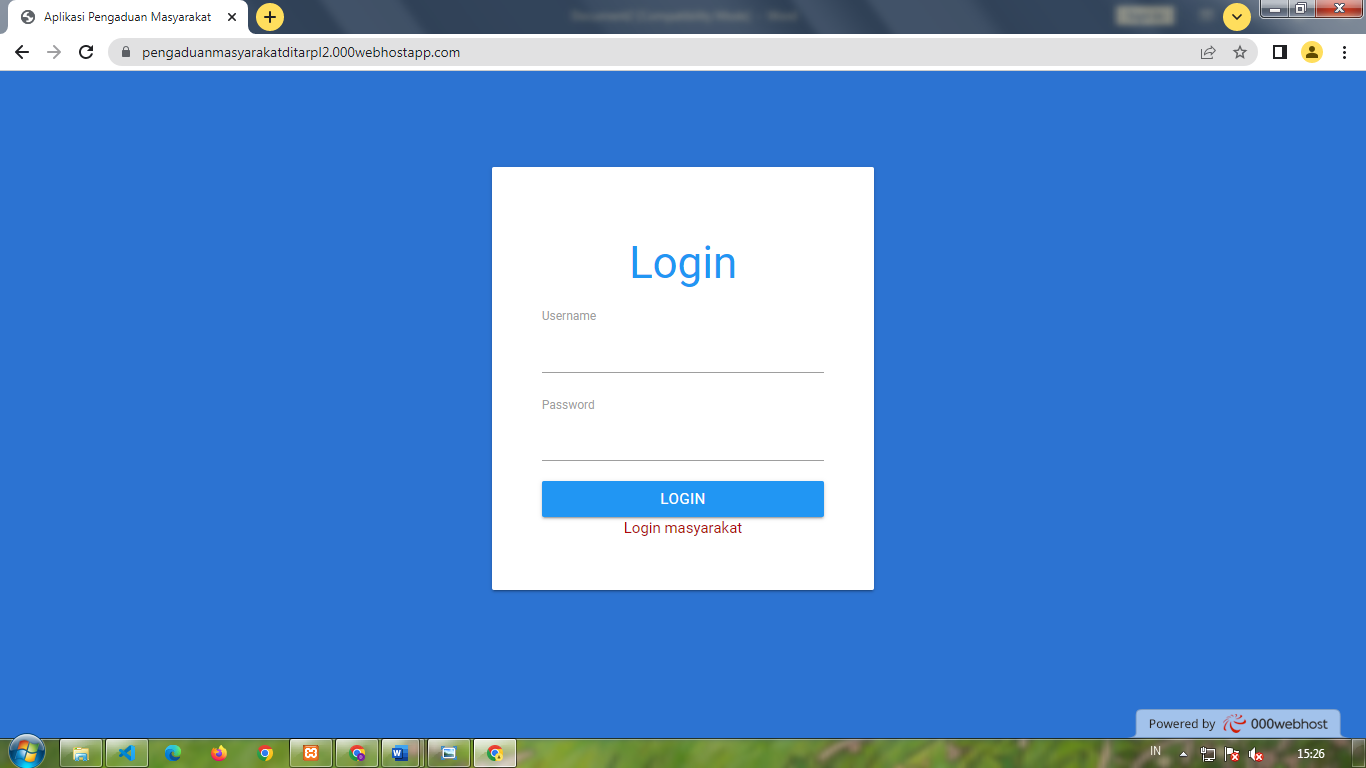 Aplikasi Pengaduan Masyarakat
pengaduanmasyarakatditarpl2.000webhostapp.com
Login
Username
Password
LOGIN
Login masyarakat
Powered by 000webhost
IN
15:26